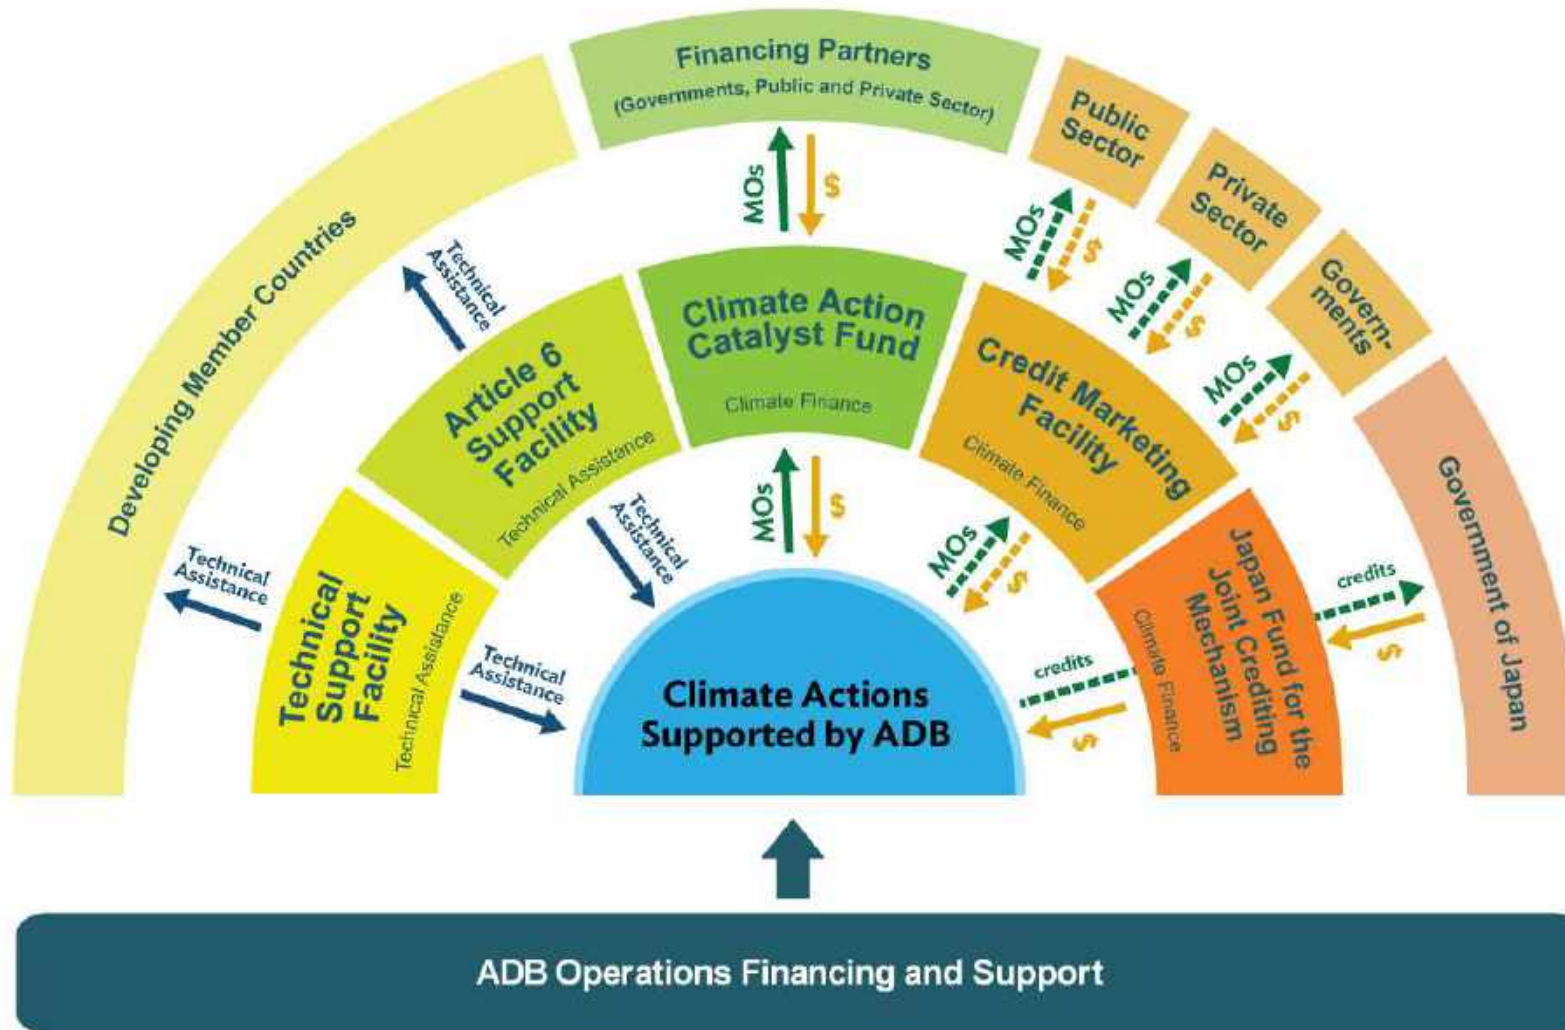 Financing Partners
(Governments, Public and Private Sector)
Public
Sector
Private
Sector
Govern-
ments
Government of Japan
Developing Member Countries
MOs
$
MOs
$
MOs
$
MOs
$
credits
$
Technical
Assistance
Technical
Assistance
Climate Action
Catalyst Fund
Climate Finance
Article 6
Support
Facility
Technical Assistance
Credit Marketing
Facility
Climate Finance
Technical
Support
Facility
Technical Assistance
Japan Fund for the
Joint Crediting
Mechanism
Climate Finance
Technical
Assistance
Technical
Assistance
MOs
$
MOs
$
credits
$
Climate Actions
Supported by ADB
ADB Operations Financing and Support